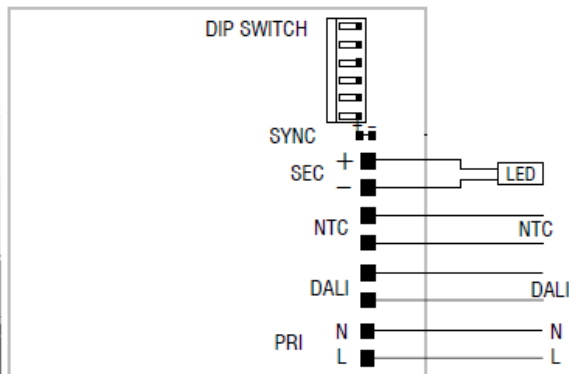 DIP SWITCH
SYNC + -
SEC + - LED
NTC NTC
DALI DALI
PRI N N
L L